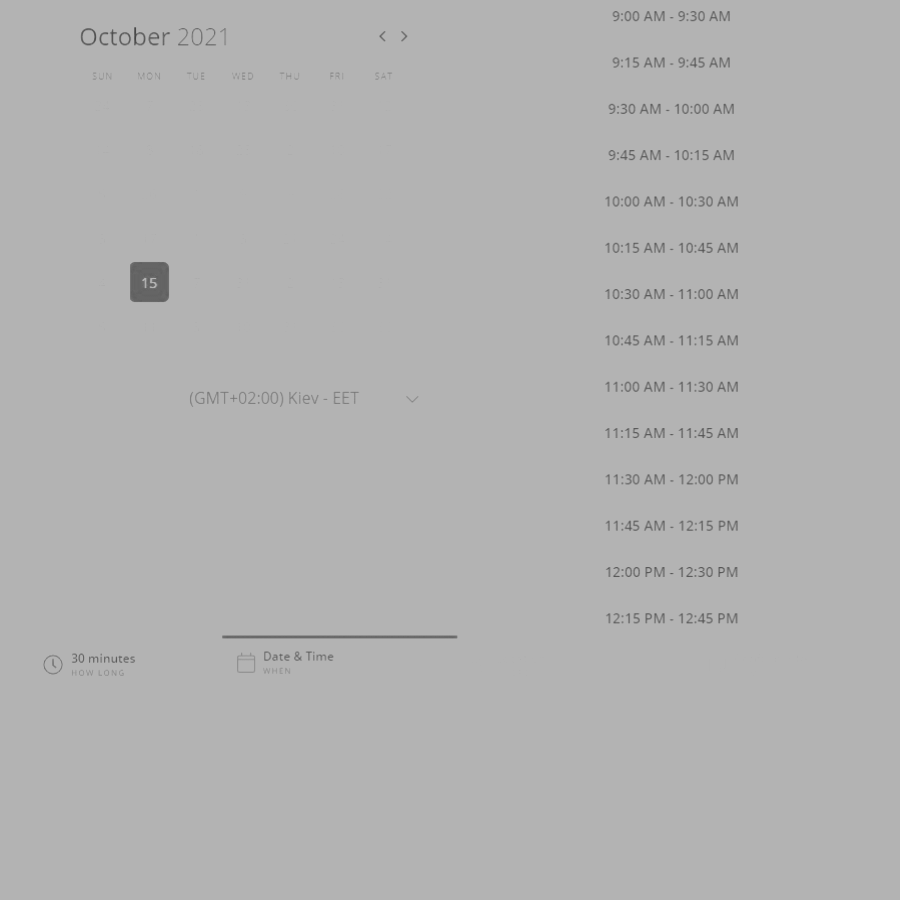 October 2021
SUN MON TUE WED THU FRI SAT
15
(GMT+02:00) Kiev - EET
30 minutes
HOW LONG
Date & Time
WHEN
9:00 AM - 9:30 AM
9:15 AM - 9:45 AM
9:30 AM - 10:00 AM
9:45 AM - 10:15 AM
10:00 AM - 10:30 AM
10:15 AM - 10:45 AM
10:30 AM - 11:00 AM
10:45 AM - 11:15 AM
11:00 AM - 11:30 AM
11:15 AM - 11:45 AM
11:30 AM - 12:00 PM
11:45 AM - 12:15 PM
12:00 PM - 12:30 PM
12:15 PM - 12:45 PM